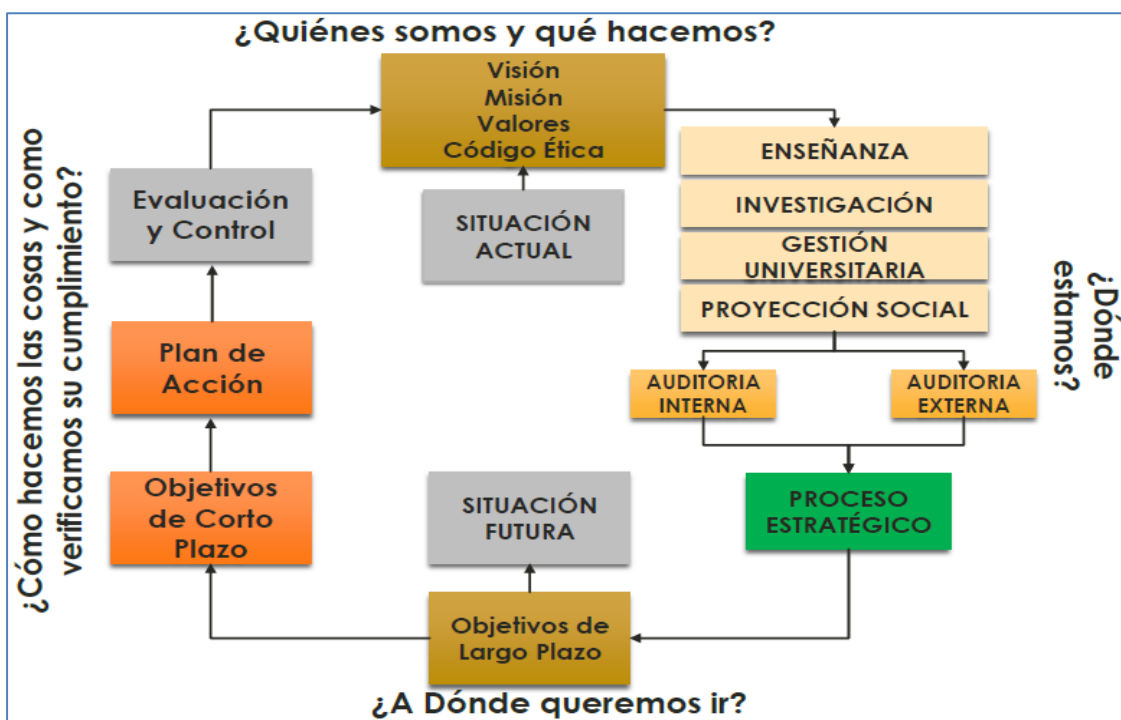 ¿Quiénes somos y qué hacemos?
Visión
Misión
Valores
Código Ética
SITUACIÓN
ACTUAL
ENSEÑANZA
INVESTIGACIÓN
GESTIÓN
UNIVERSITARIA
PROYECCIÓN SOCIAL
¿Dónde
estamos?
AUDITORIA
INTERNA
AUDITORIA
EXTERNA
PROCESO
ESTRATÉGICO
SITUACIÓN
FUTURA
Objetivos de
Largo Plazo
¿A Dónde queremos ir?
Objetivos
de Corto
Plazo
Plan de
Acción
Evaluación
y Control
¿Cómo hacemos las cosas y como
verificamos su cumplimiento?